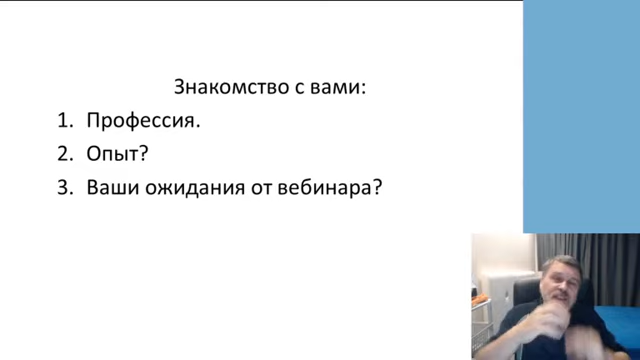 Знакомство с вами:
1. Профессия.
2. Опыт?
3. Ваши ожидания от вебинара?